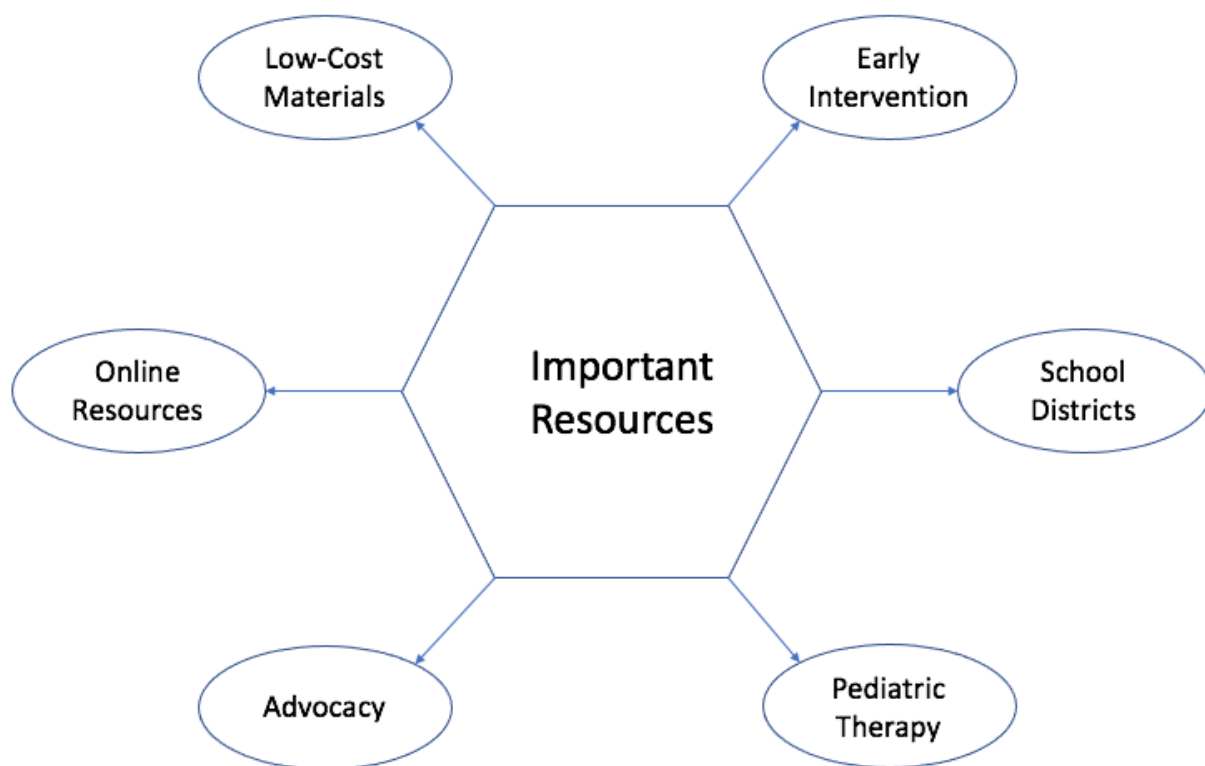 Low-Cost
Materials
Early
Intervention
Online
Resources
Important
Resources
School
Districts
Advocacy
Pediatric
Therapy